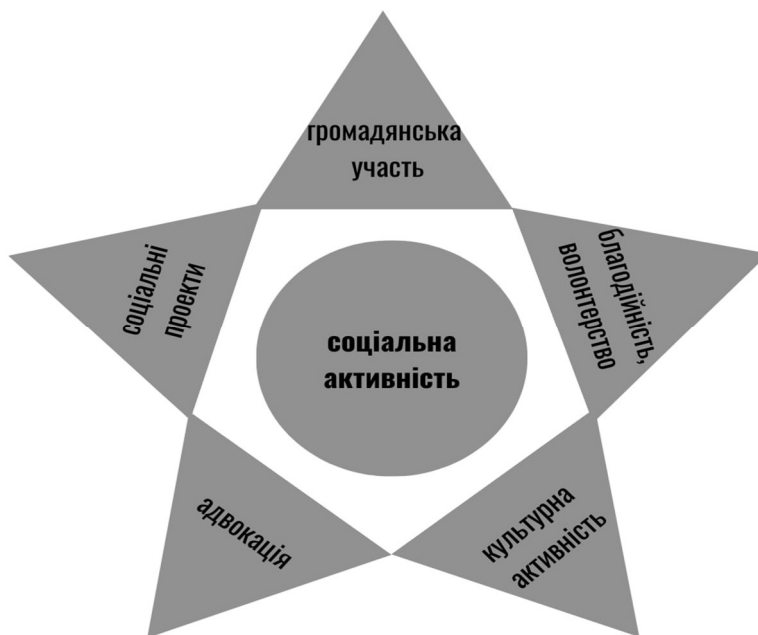 громадянська
участь
соціальні
проекти
благодійність,
волонтерство
соціальна
активність
адвокація
культурна
активність